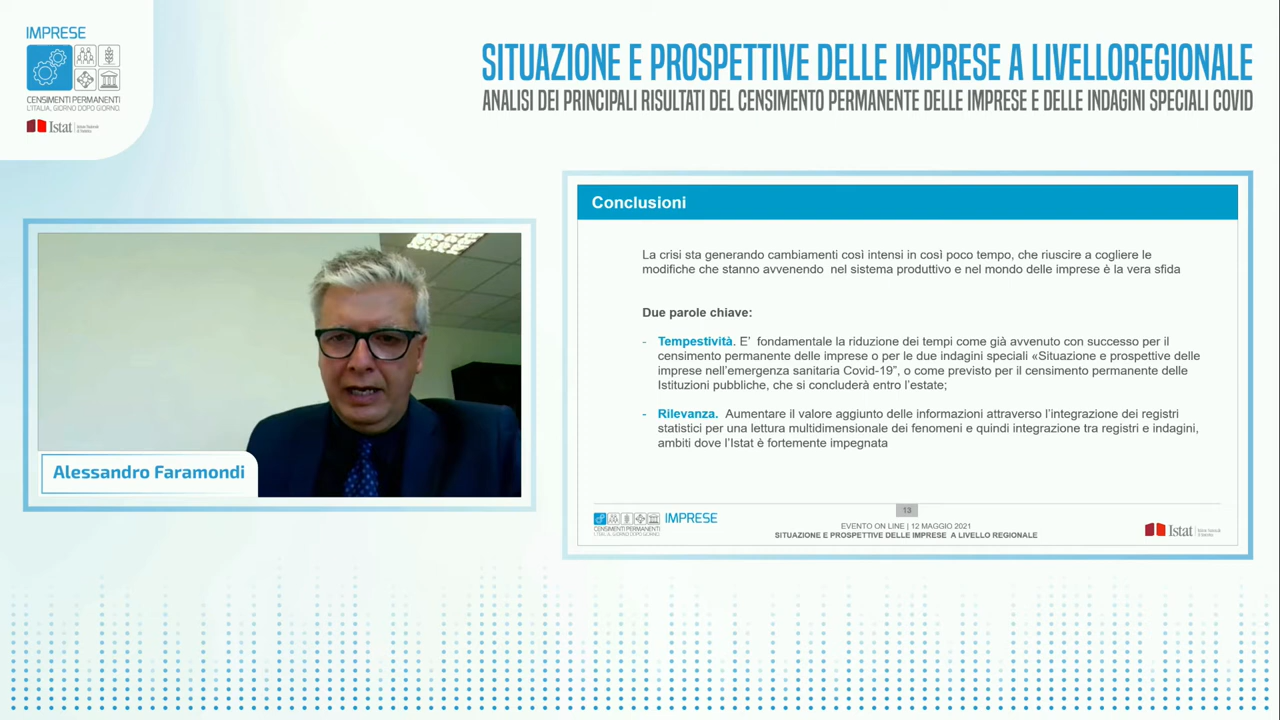 IMPRESE
CENSIMENTI PERMANENTI
L'ITALIA, GIORNO DOPO GIORNO.
Istat
SITUAZIONE E PROSPETTIVE DELLE IMPRESE A LIVELLOREGIONALE
ANALISI DEI PRINCIPALI RISULTATI DEL CENSIMENTO PERMANENTE DELLE IMPRESE E DELLE INDAGINI SPECIALI COVID
Alessandro Faramondi
Conclusioni
La crisi sta generando cambiamenti così intensi in così poco tempo, che riuscire a cogliere le
modifiche che stanno avvenendo nel sistema produttivo e nel mondo delle imprese è la vera sfida
Due parole chiave:
- Tempestività. E' fondamentale la riduzione dei tempi come già avvenuto con successo per il
censimento permanente delle imprese o per le due indagini speciali «Situazione e prospettive delle
imprese nell'emergenza sanitaria Covid-19", o come previsto per il censimento permanente delle
Istituzioni pubbliche, che si concluderà entro l'estate;
- Rilevanza. Aumentare il valore aggiunto delle informazioni attraverso l'integrazione dei registri
statistici per una lettura multidimensionale dei fenomeni e quindi integrazione tra registri e indagini,
ambiti dove l'Istat è fortemente impegnata
13
IMPRESE
CENSIMENTI PERMANENTI
L'ITALIA, GIORNO DOPO GIORNO.
EVENTO ON LINE | 12 MAGGIO 2021
SITUAZIONE E PROSPETTIVE DELLE IMPRESE A LIVELLO REGIONALE
Istat